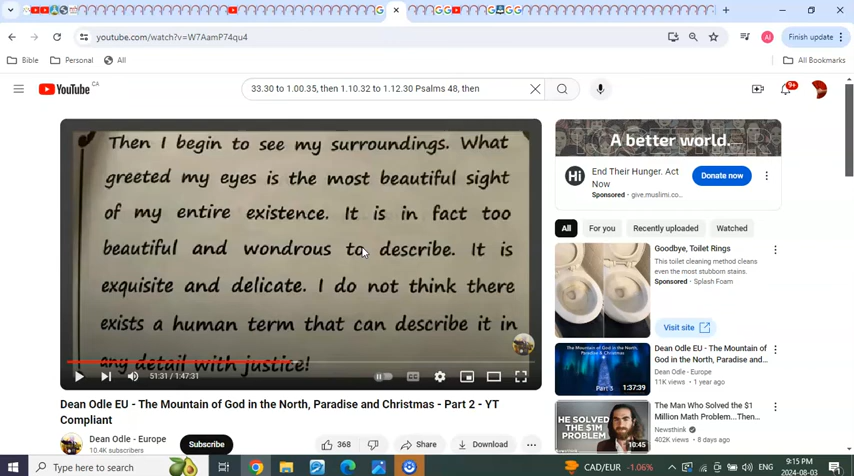 Finish update
youtube.com/watch?v=W7AamP74qu4
AI
Bible
Personal
All
All Bookmarks
YouTube CA
33.30 to 1.00.35, then 1.10.32 to 1.12.30 Psalms 48, then
9+
Then I begin to see my surroundings. What
greeted my eyes is the most beautiful sight
of my entire existence. It is in fact too
beautiful and wondrous to describe. It is
exquisite and delicate. I do not think there
exists a human term that can describe it in
any detail with justice!
51:31 / 1:47:31
CC
Dean Odle EU - The Mountain of God in the North, Paradise and Christmas - Part 2 - YT
Compliant
Dean Odle - Europe
10.4K subscribers
Subscribe
368
Share
Download
A better world.
Hi
End Their Hunger. Act
Now
Sponsored · give.muslimi.co...
Donate now
All
For you
Recently uploaded
Watched
Goodbye, Toilet Rings
This toilet cleaning method cleans
even the most stubborn stains.
Sponsored · Splash Foam
Visit site
Part 3
1:37:39
Dean Odle EU - The Mountain of
God in the North, Paradise and...
Dean Odle - Europe
11K views · 1 year ago
HE SOLVED
THE $1M
PROBLEM
10:45
The Man Who Solved the $1
Million Math Problem...Then...
Newsthink
402K views · 8 days ago
Type here to search
CAD/EUR -1.06%
ENG
9:15 PM
2024-08-03